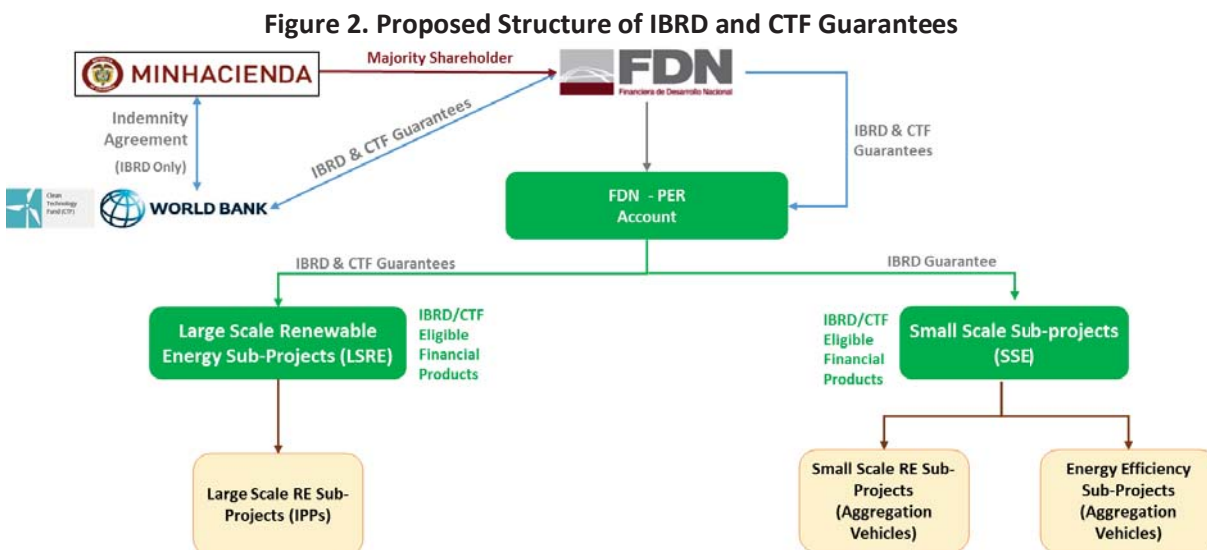 Figure 2. Proposed Structure of IBRD and CTF Guarantees
MINHACIENDA
Majority Shareholder
FDN
Financiera de Desarrollo Nacional
Indemnity
Agreement
(IBRD Only)
IBRD & CTF Guarantees
IBRD & CTF
Guarantees
Clean
Technology
Fund (CTF)
WORLD BANK
FDN - PER
Account
IBRD & CTF Guarantees
IBRD Guarantee
Large Scale Renewable
Energy Sub-Projects (LSRE)
IBRD/CTF
Eligible
Financial
Products
IBRD/CTF
Eligible
Financial
Products
Small Scale Sub-projects
(SSE)
Large Scale RE Sub-
Projects (IPPs)
Small Scale RE Sub-
Projects
(Aggregation
Vehicles)
Energy Efficiency
Sub-Projects
(Aggregation
Vehicles)